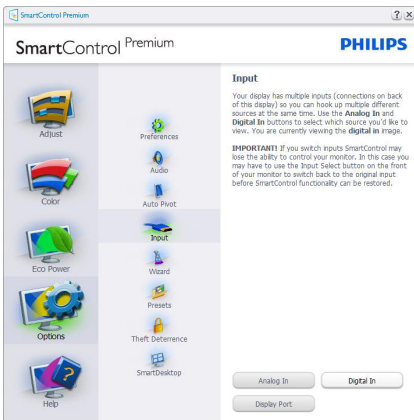 SmartControl Premium
? X
SmartControl Premium
PHILIPS
Adjust
Color
Eco Power
Options
Help
Preferences
Audio
Auto Pivot
Input
Wizard
Presets
Theft Deterrence
SmartDesktop
Input
Your display has multiple inputs (connections on back
of this display) so you can hook up multiple different
sources at the same time. Use the Analog In and
Digital In buttons to select which source you'd like to
view. You are currently viewing the digital in image.
IMPORTANT! If you switch inputs SmartControl may
lose the ability to control your monitor. In this case you
may have to use the Input Select button on the front
of your monitor to switch back to the original input
before SmartControl functionality can be restored.
Analog In
Digital In
Display Port